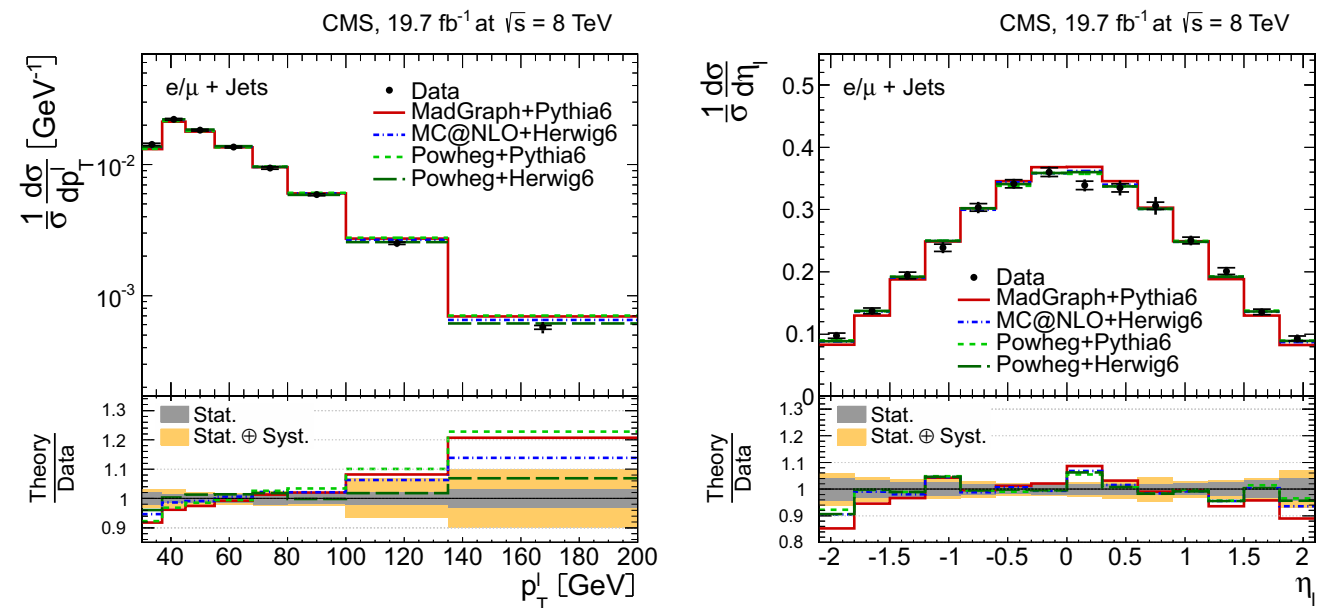 CMS, 19.7 fb⁻¹ at √s = 8 TeV
e/μ + Jets
Data
MadGraph+Pythia6
MC@NLO+Herwig6
Powheg+Pythia6
Powheg+Herwig6
1/σ dσ/dp_T^l [GeV⁻¹]
10⁻²
10⁻³
Stat.
Stat. ⊕ Syst.
Theory/Data
1.3
1.2
1.1
1
0.9
40 60 80 100 120 140 160 180 200
p_T^l [GeV]
CMS, 19.7 fb⁻¹ at √s = 8 TeV
1/σ dσ/dη_l
e/μ + Jets
0.5
0.4
0.3
0.2
0.1
0
Data
MadGraph+Pythia6
MC@NLO+Herwig6
Powheg+Pythia6
Powheg+Herwig6
Stat.
Stat. ⊕ Syst.
Theory/Data
1.3
1.2
1.1
1
0.9
0.8
-2 -1.5 -1 -0.5 0 0.5 1 1.5 2
η_l